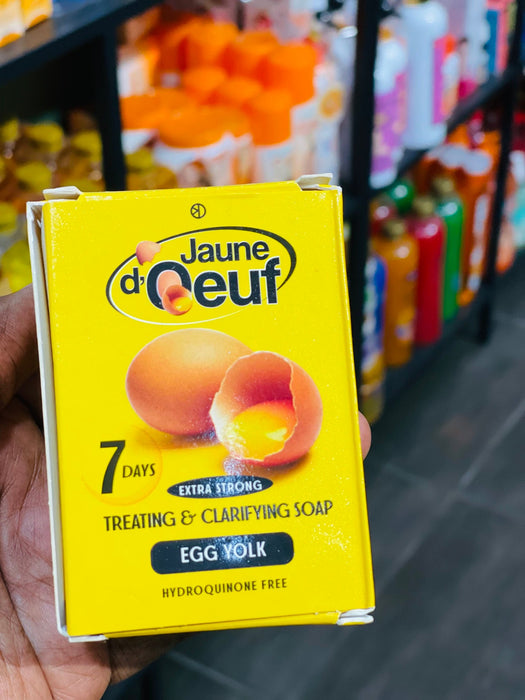 Jaune
d'Oeuf
7 DAYS
EXTRA STRONG
TREATING & CLARIFYING SOAP
EGG YOLK
HYDROQUINONE FREE